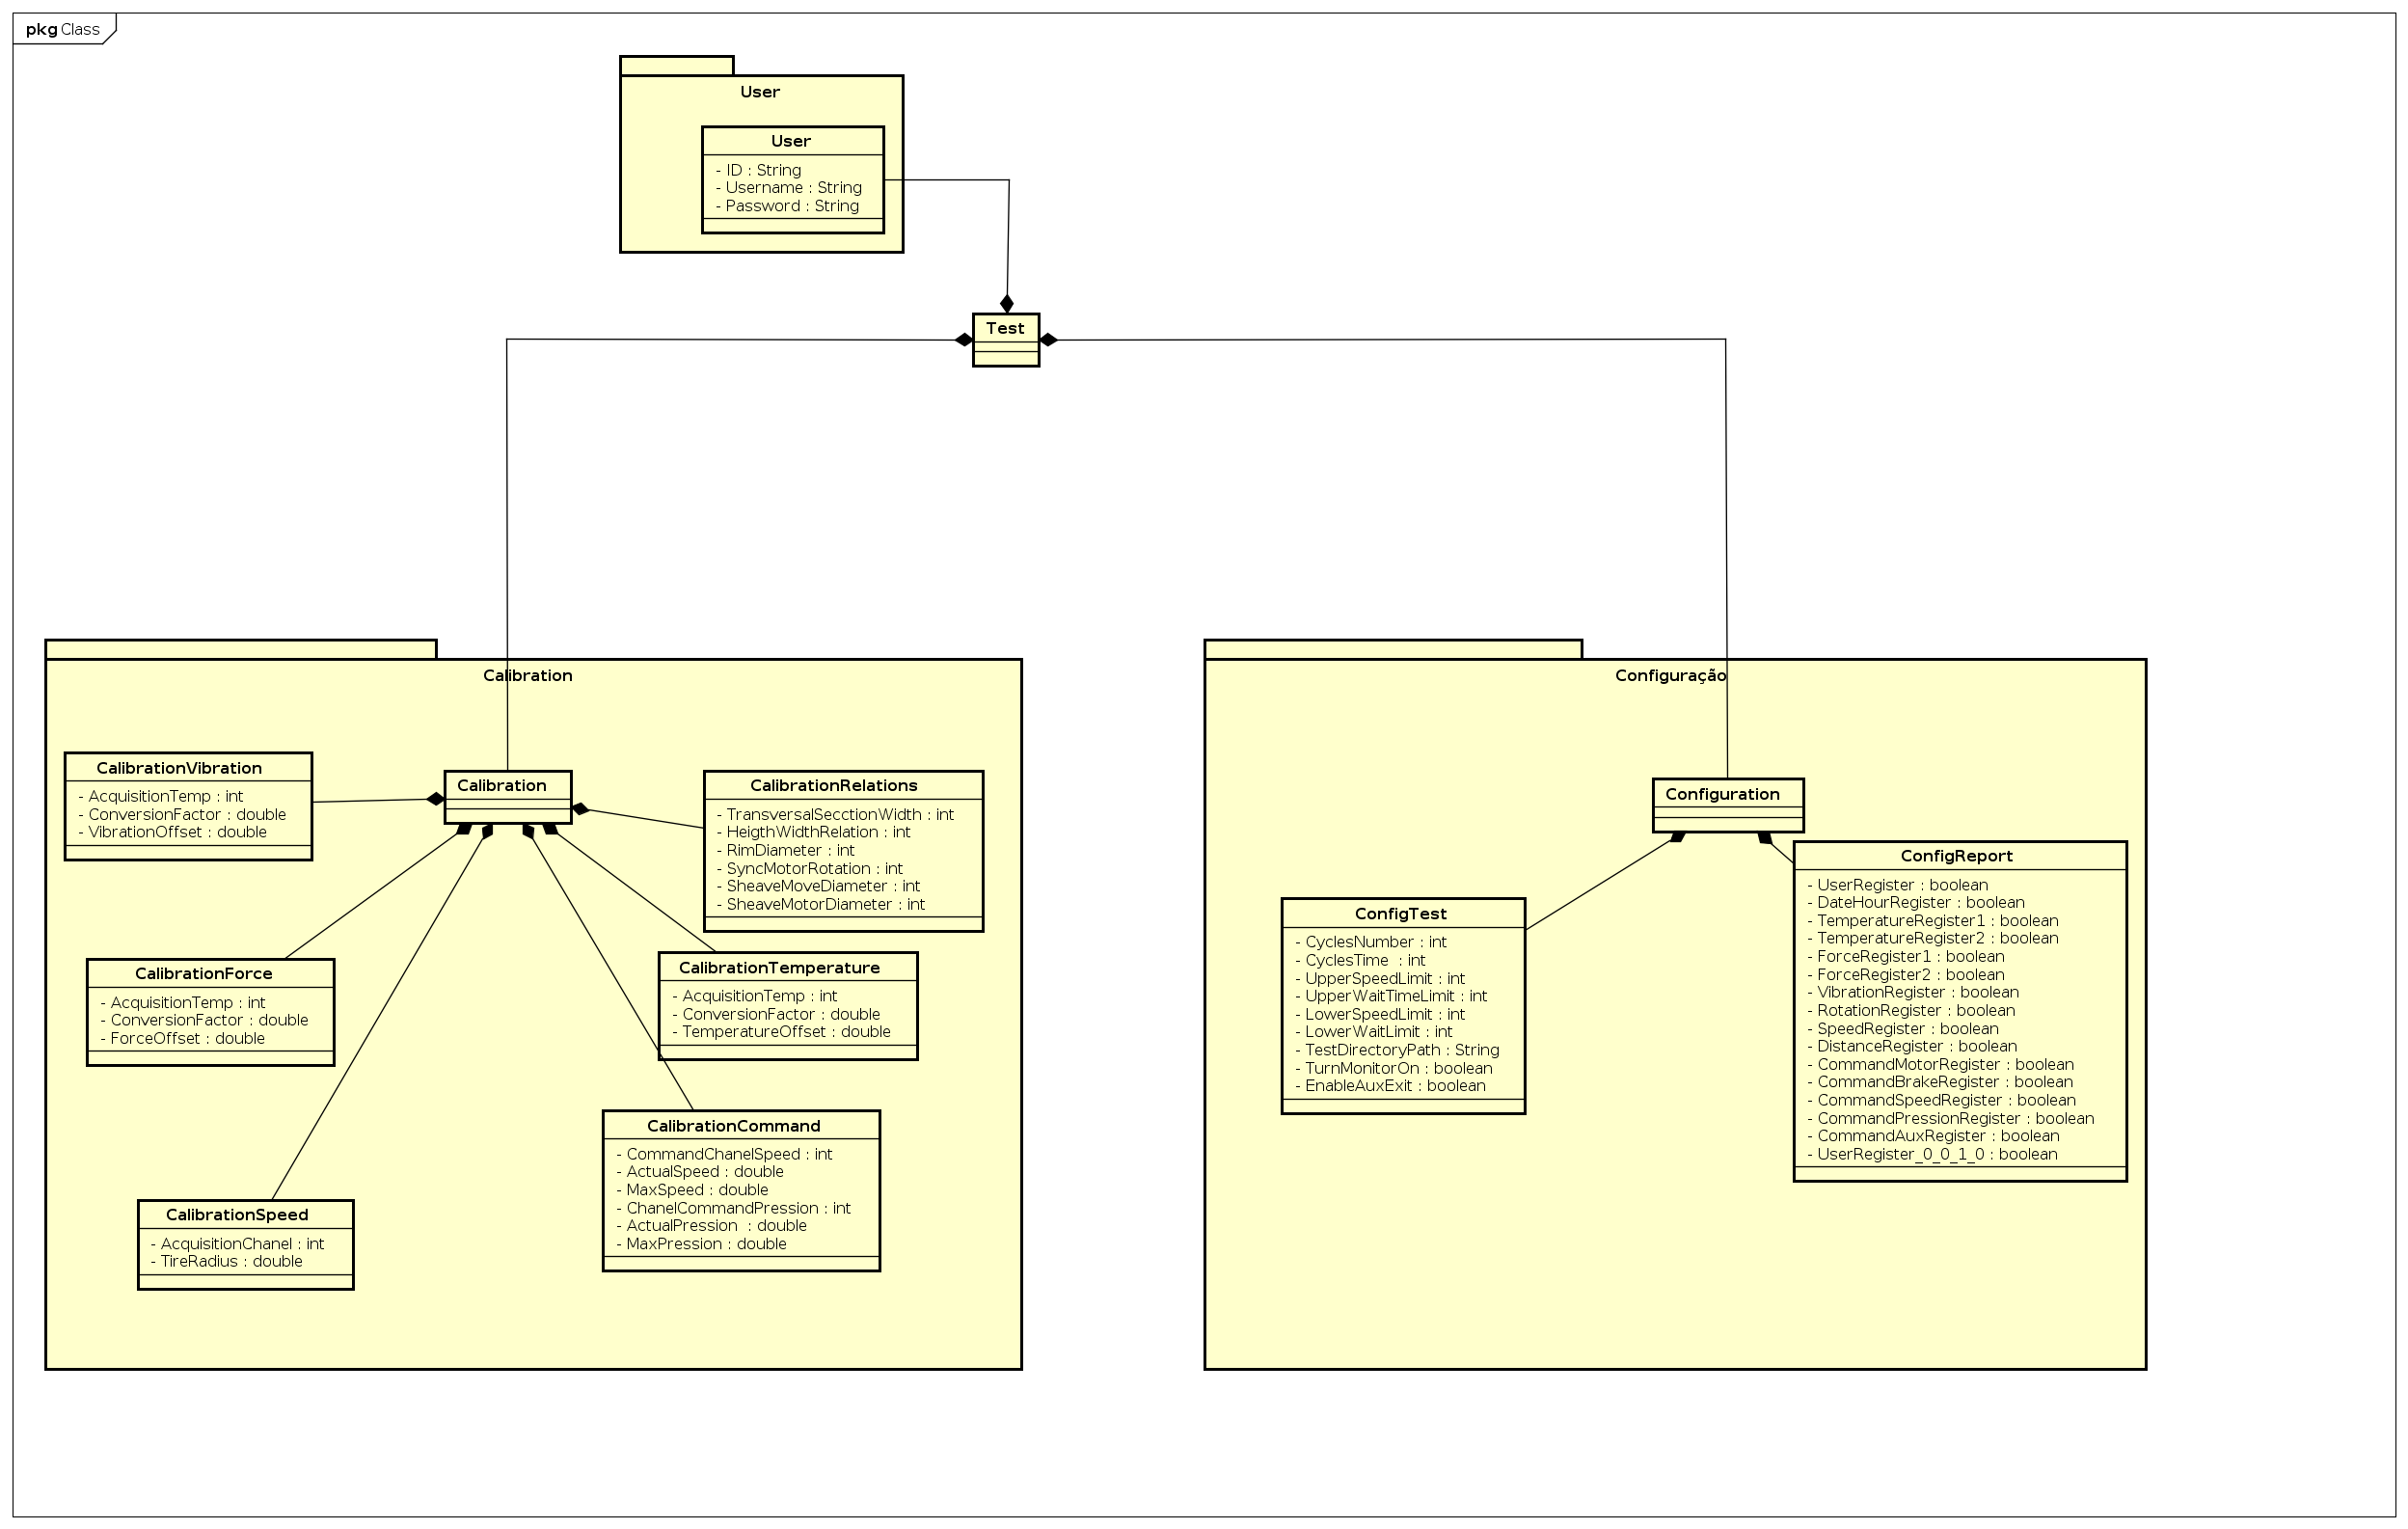 pkg Class
User
User
- ID : String
- Username : String
- Password : String
Test
Calibration
CalibrationVibration
- AcquisitionTemp : int
- ConversionFactor : double
- VibrationOffset : double
Calibration
CalibrationRelations
- TransversalSecctionWidth : int
- HeigthWidthRelation : int
- RimDiameter : int
- SyncMotorRotation : int
- SheaveMoveDiameter : int
- SheaveMotorDiameter : int
CalibrationForce
- AcquisitionTemp : int
- ConversionFactor : double
- ForceOffset : double
CalibrationTemperature
- AcquisitionTemp : int
- ConversionFactor : double
- TemperatureOffset : double
CalibrationCommand
- CommandChanelSpeed : int
- ActualSpeed : double
- MaxSpeed : double
- ChanelCommandPression : int
- ActualPression  : double
- MaxPression : double
CalibrationSpeed
- AcquisitionChanel : int
- TireRadius : double
Configuração
Configuration
ConfigTest
- CyclesNumber : int
- CyclesTime  : int
- UpperSpeedLimit : int
- UpperWaitTimeLimit : int
- LowerSpeedLimit : int
- LowerWaitLimit : int
- TestDirectoryPath : String
- TurnMonitorOn : boolean
- EnableAuxExit : boolean
ConfigReport
- UserRegister : boolean
- DateHourRegister : boolean
- TemperatureRegister1 : boolean
- TemperatureRegister2 : boolean
- ForceRegister1 : boolean
- ForceRegister2 : boolean
- VibrationRegister : boolean
- RotationRegister : boolean
- SpeedRegister : boolean
- DistanceRegister : boolean
- CommandMotorRegister : boolean
- CommandBrakeRegister : boolean
- CommandSpeedRegister : boolean
- CommandPressionRegister : boolean
- CommandAuxRegister : boolean
- UserRegister_0_0_1_0 : boolean